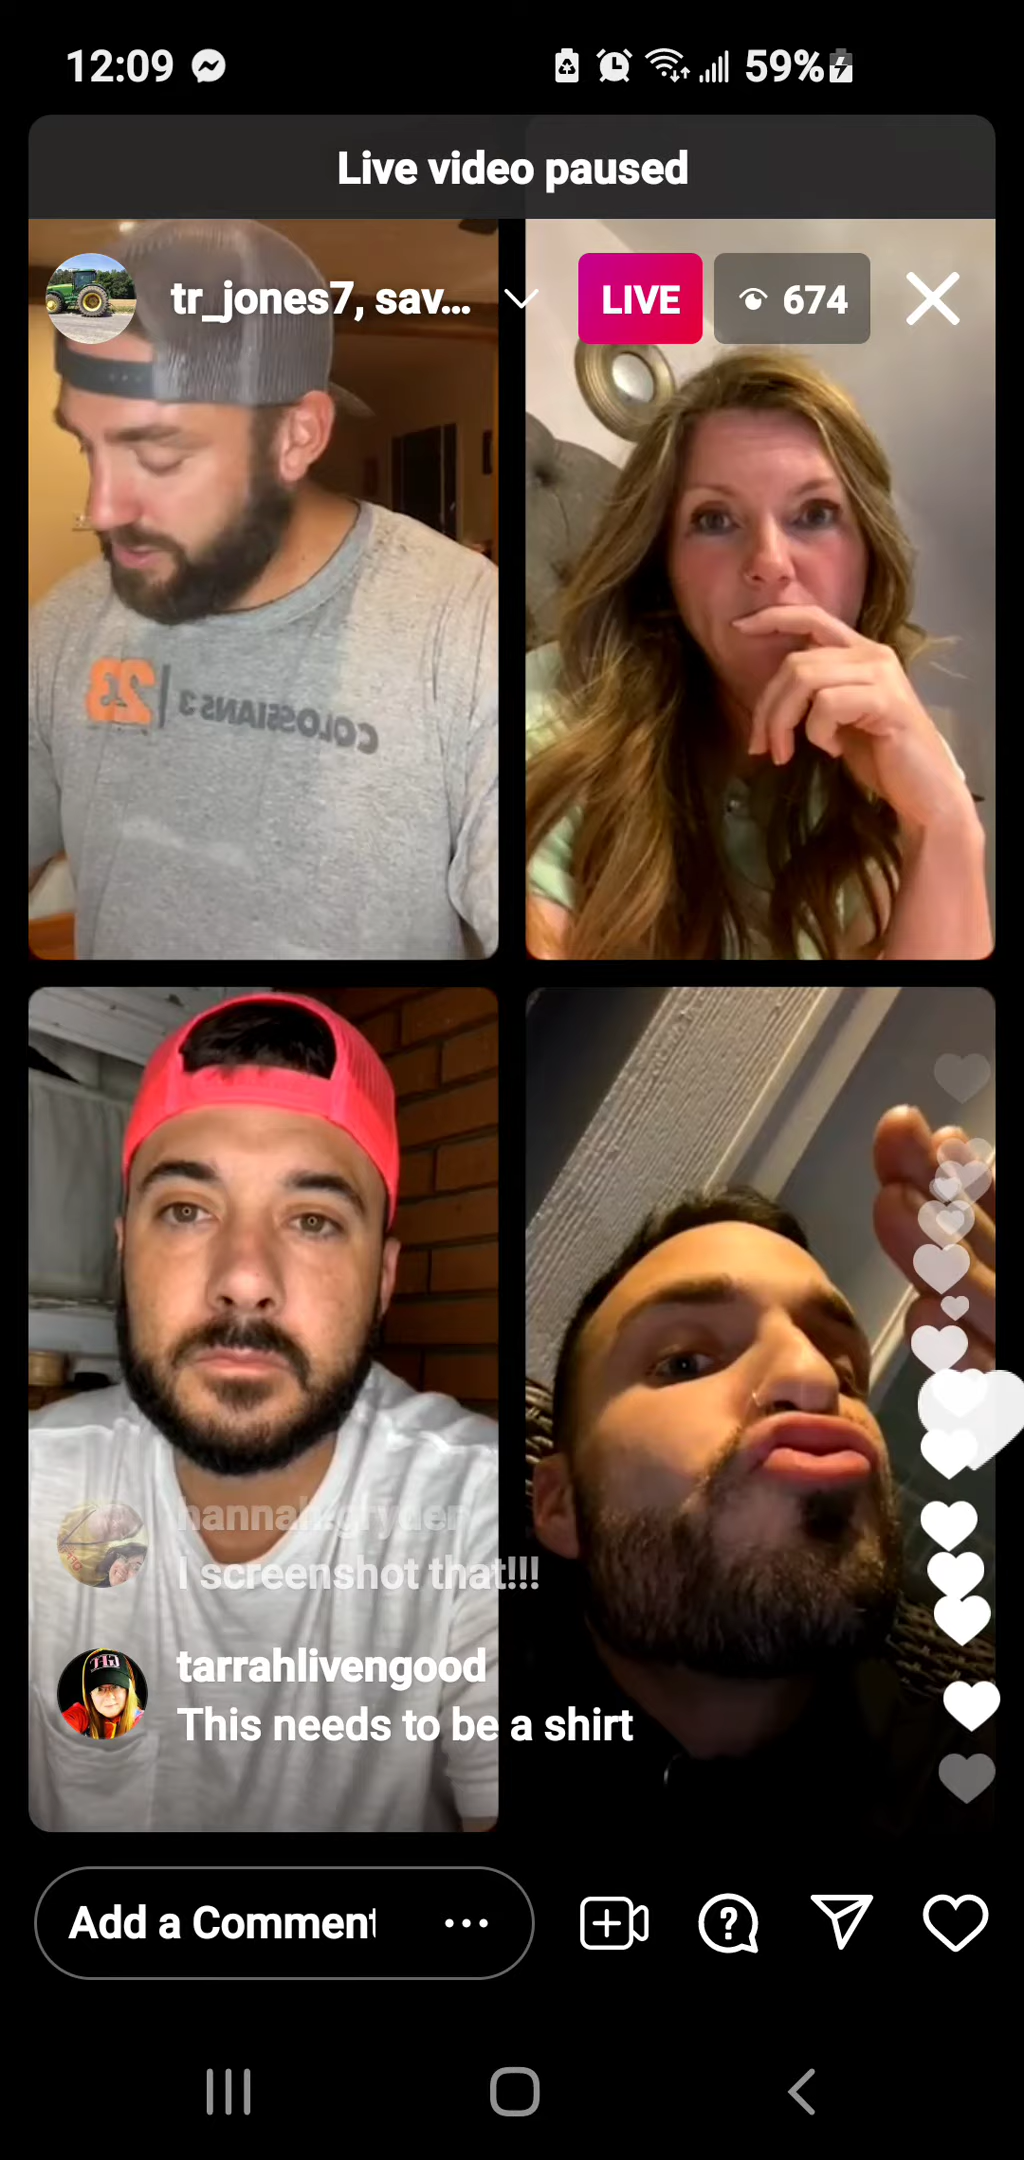 12:09
59%
Live video paused
tr_jones7, sav...
LIVE
674
COLOSSIANS 3 | 23
hannahkgryder
I screenshot that!!!
tarrahlivengood
This needs to be a shirt
Add a Comment